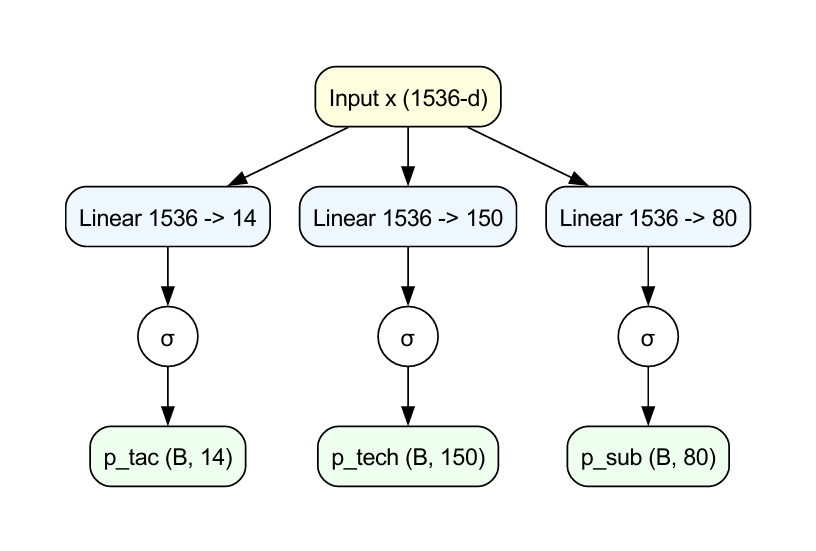 Input x (1536-d)
Linear 1536 -> 14
Linear 1536 -> 150
Linear 1536 -> 80
σ
σ
σ
p_tac (B, 14)
p_tech (B, 150)
p_sub (B, 80)